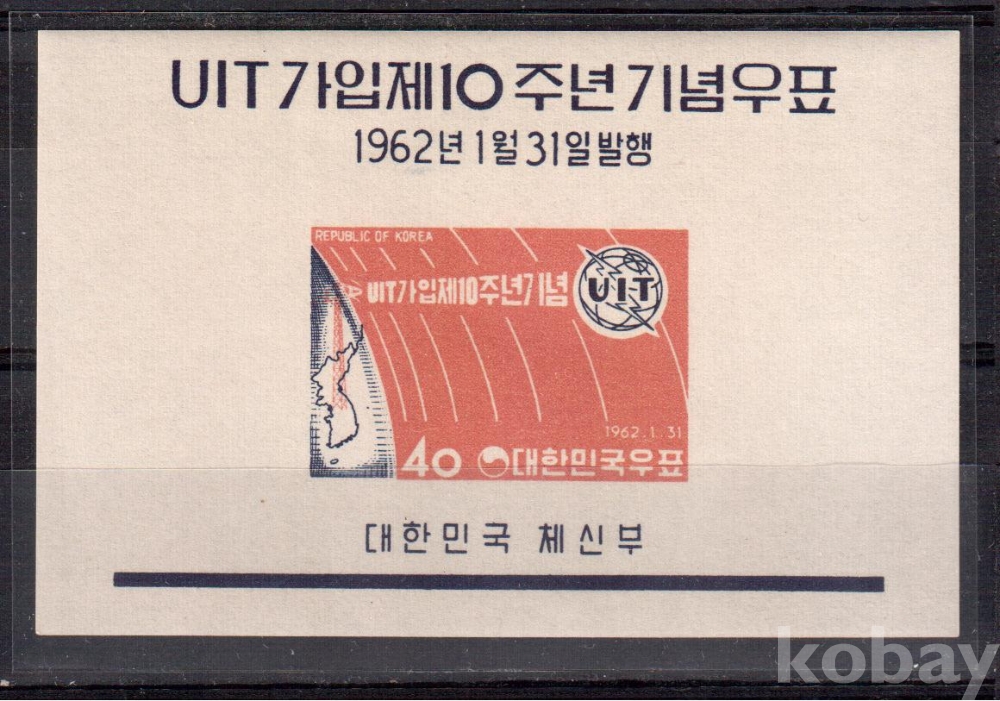 UIT 가입제10주년기념우표
1962년 1월 31일발행
REPUBLIC OF KOREA
UIT가입제10주년기념
UIT
1962.1.31
40 대한민국우표
대한민국 체신부
kobay